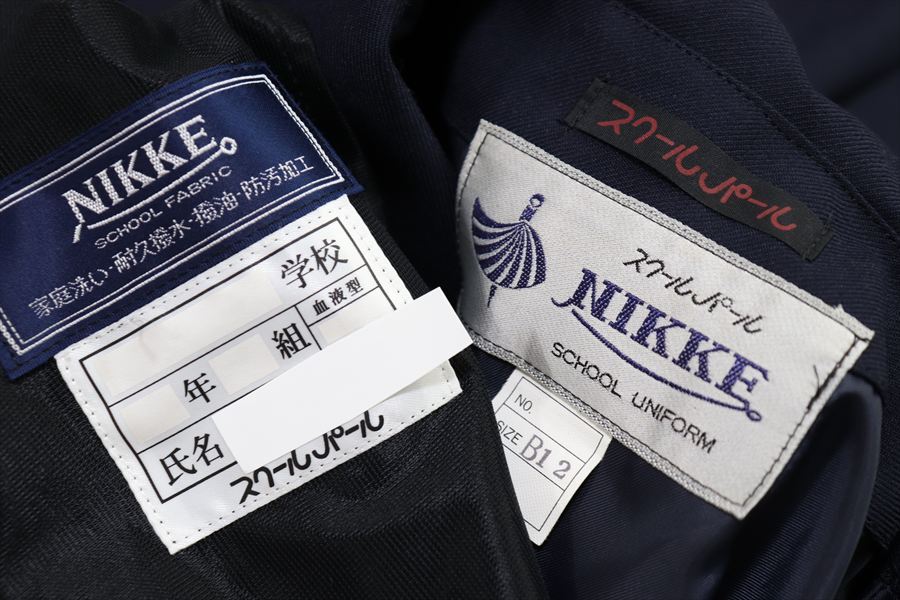 NIKKE
SCHOOL FABRIC
家庭洗い・耐久撥水・撥油・防汚加工
学校
血液型
年 組
氏名
スクールパール
スクールパール
スクールパール
NIKKE
SCHOOL UNIFORM
NO.
SIZE B12